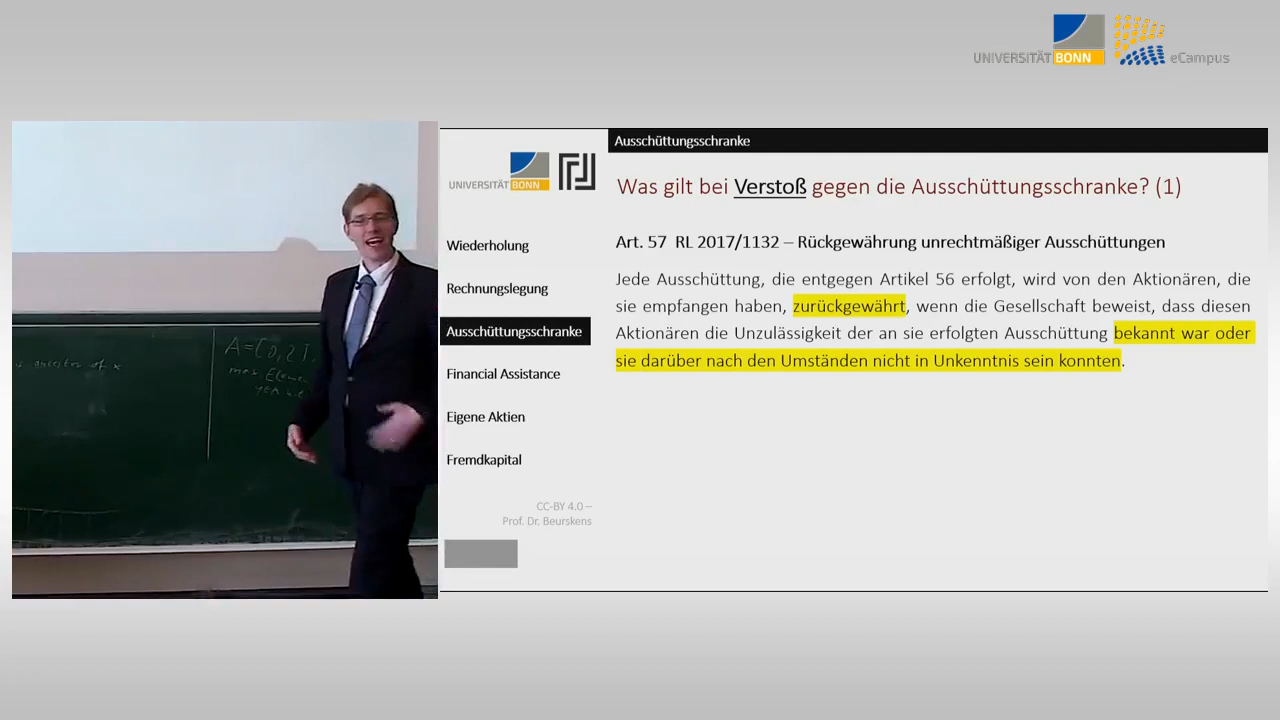 UNIVERSITÄT BONN eCampus
Ausschüttungsschranke
UNIVERSITÄT BONN
Was gilt bei Verstoß gegen die Ausschüttungsschranke? (1)
Art. 57 RL 2017/1132 – Rückgewährung unrechtmäßiger Ausschüttungen
Jede Ausschüttung, die entgegen Artikel 56 erfolgt, wird von den Aktionären, die
sie empfangen haben, zurückgewährt, wenn die Gesellschaft beweist, dass diesen
Aktionären die Unzulässigkeit der an sie erfolgten Ausschüttung bekannt war oder
sie darüber nach den Umständen nicht in Unkenntnis sein konnten.
Wiederholung
Rechnungslegung
Ausschüttungsschranke
Financial Assistance
Eigene Aktien
Fremdkapital
CC-BY 4.0 –
Prof. Dr. Beurskens
ancestor of x